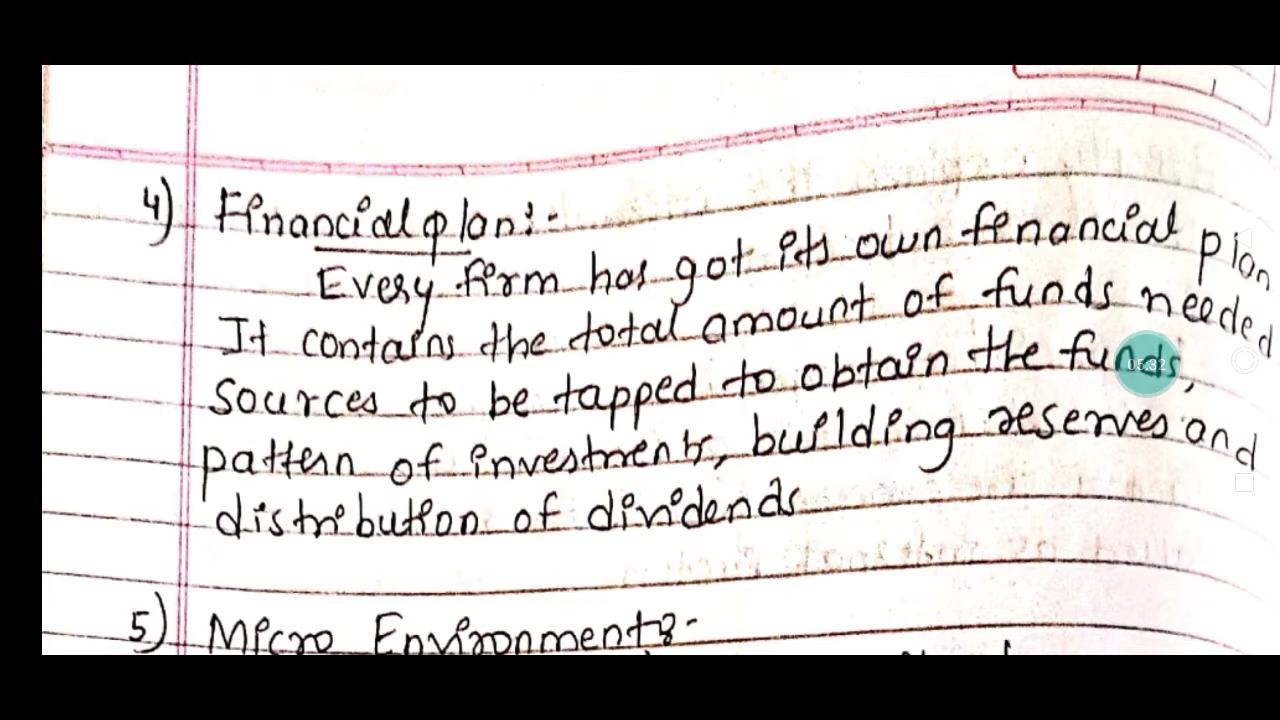 4) Financial plan:-
Every firm has got its own financial plan
It contains the total amount of funds needed
sources to be tapped to obtain the funds,
05:32
pattern of investments, building reserves and
distribution of dividends
5) Micro Environment:-